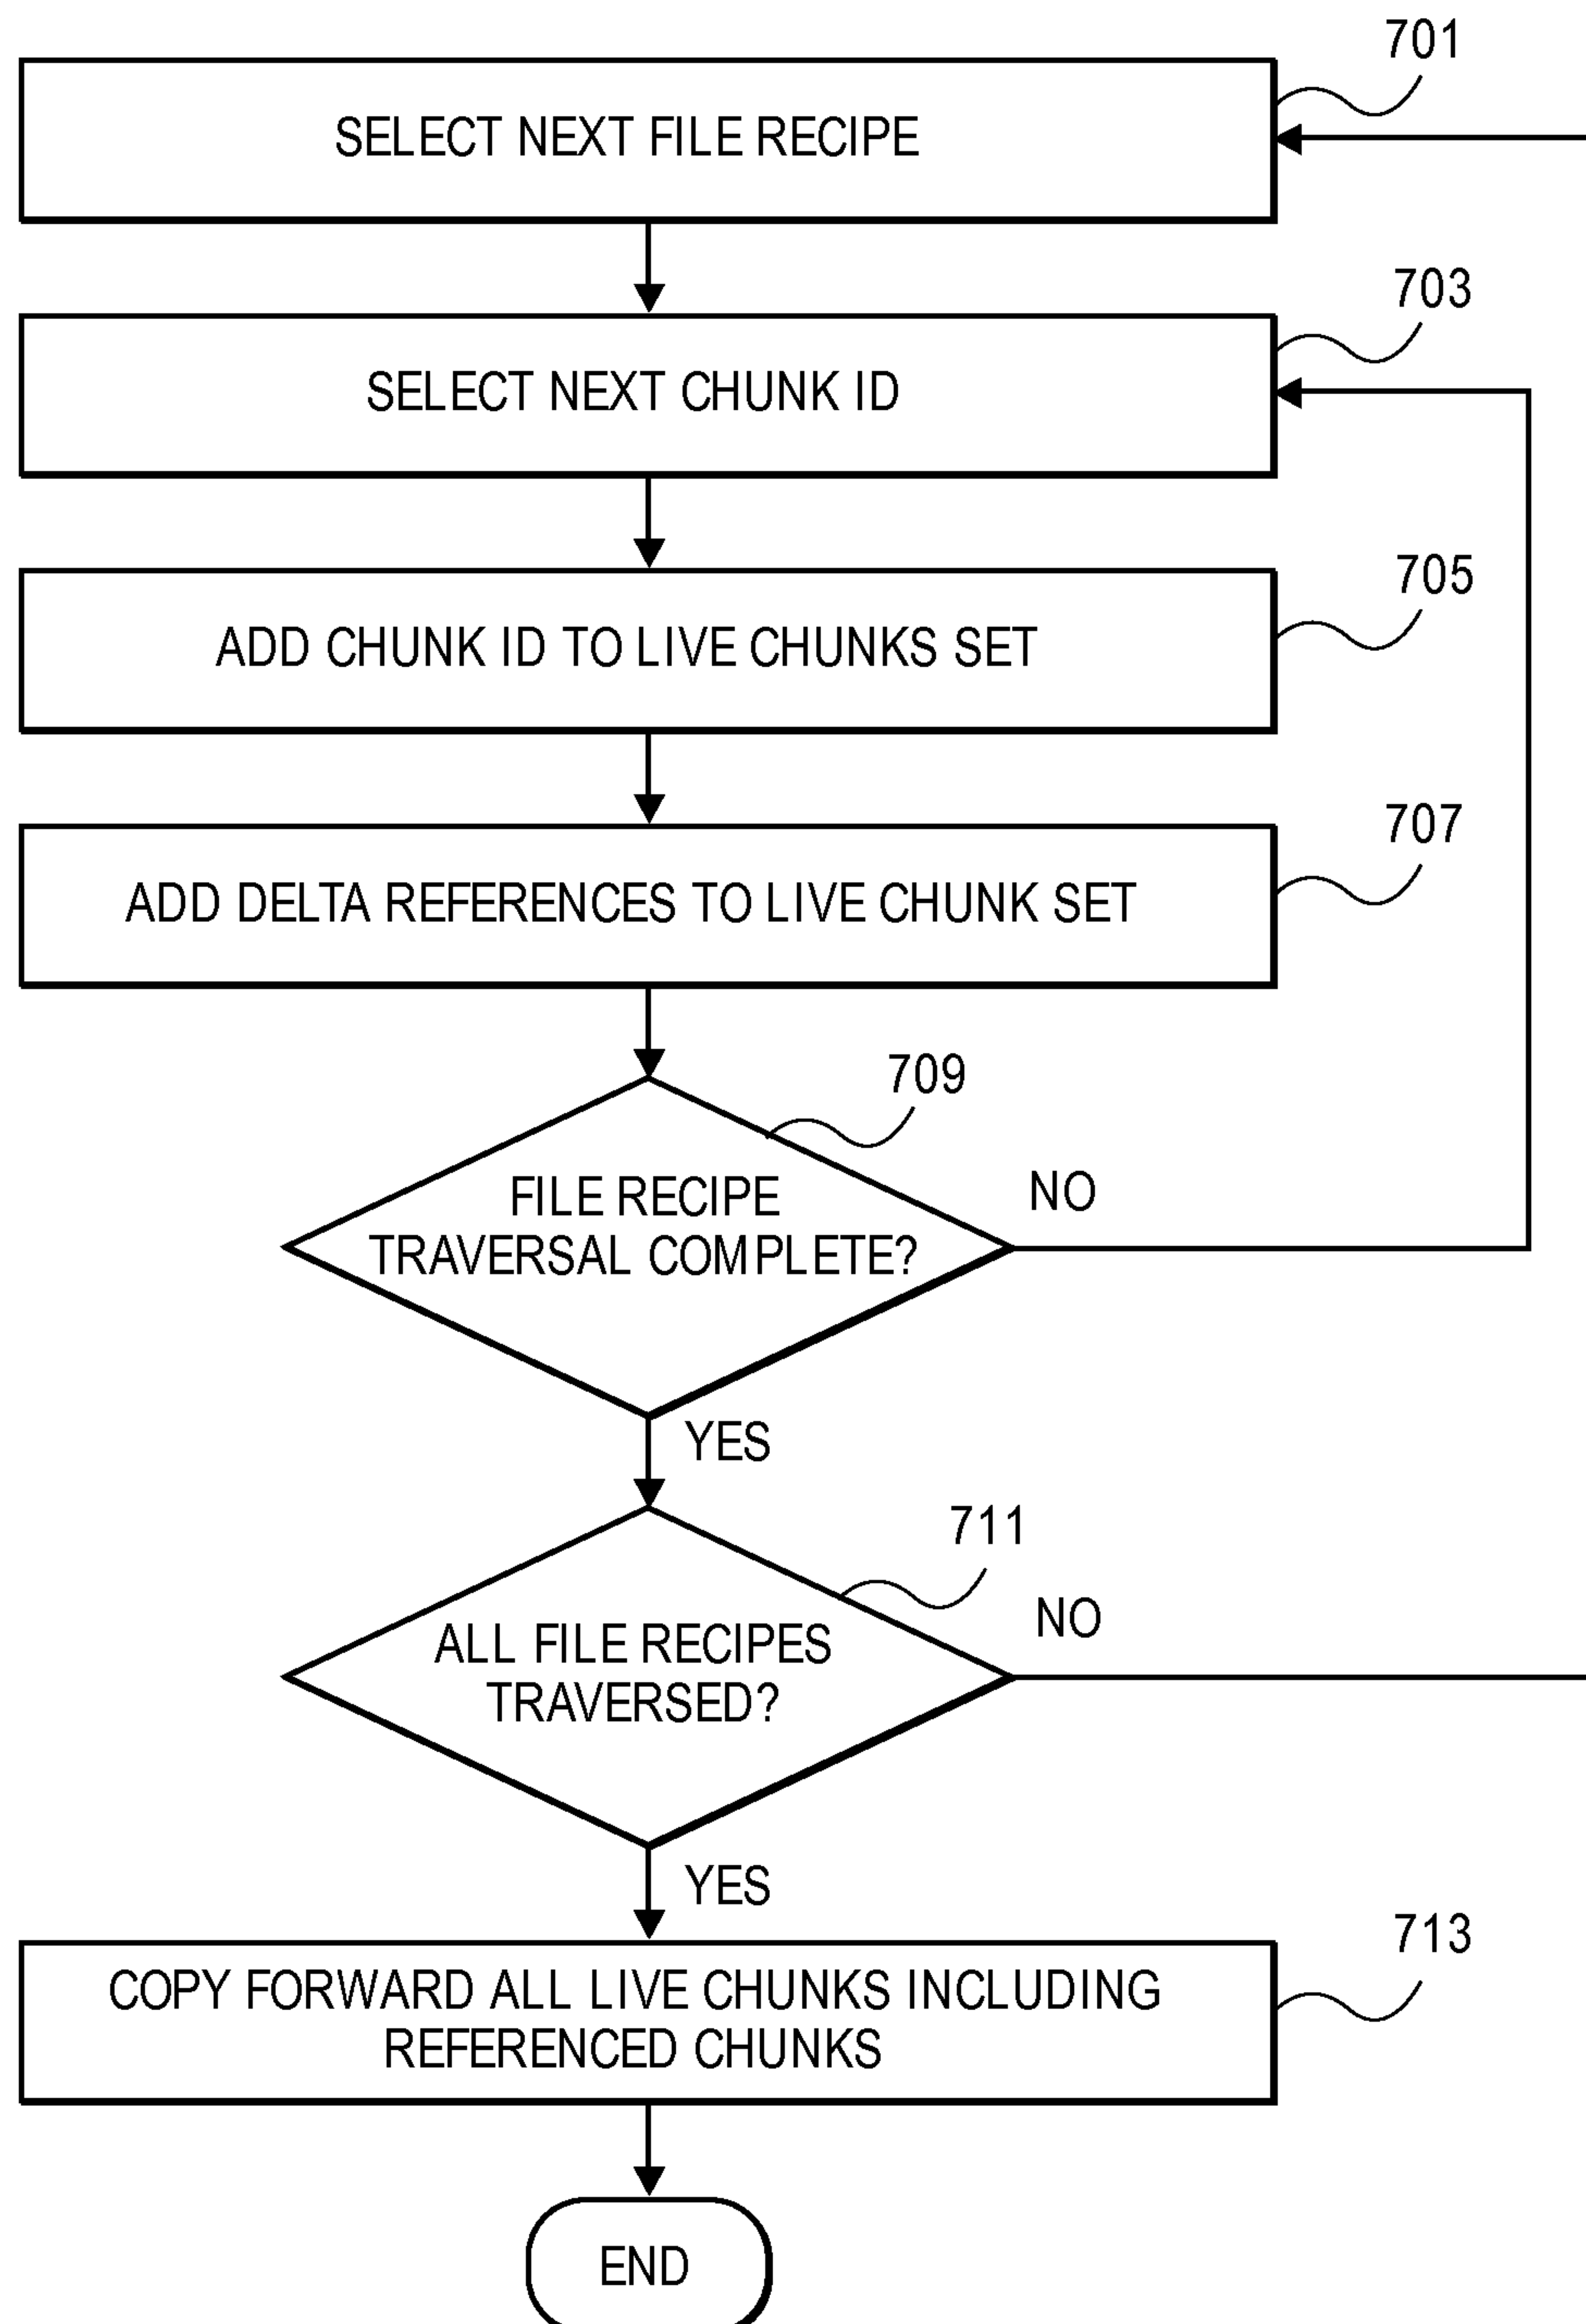 701
SELECT NEXT FILE RECIPE
703
SELECT NEXT CHUNK ID
705
ADD CHUNK ID TO LIVE CHUNKS SET
707
ADD DELTA REFERENCES TO LIVE CHUNK SET
709
FILE RECIPE
TRAVERSAL COMPLETE?
NO
YES
711
ALL FILE RECIPES
TRAVERSED?
NO
YES
713
COPY FORWARD ALL LIVE CHUNKS INCLUDING
REFERENCED CHUNKS
END